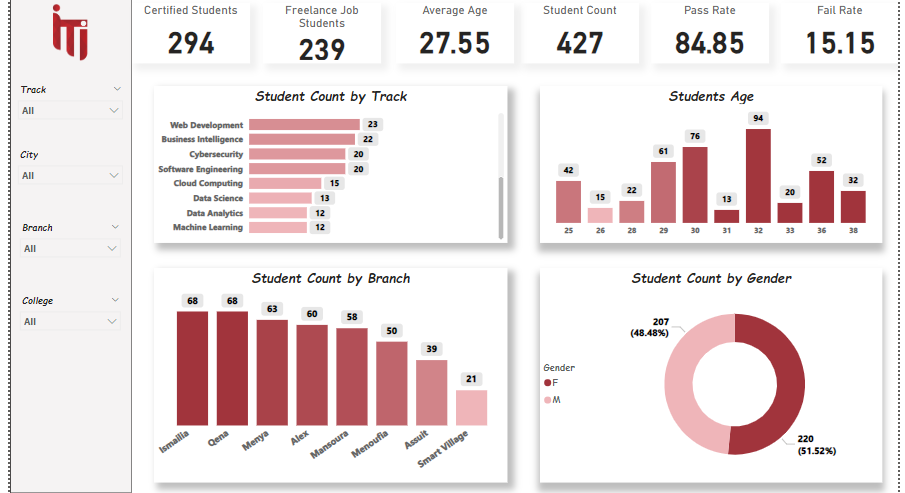 iTi
Track
All
City
All
Branch
All
College
All
Certified Students
294
Freelance Job
Students
239
Average Age
27.55
Student Count
427
Pass Rate
84.85
Fail Rate
15.15
Student Count by Track
Web Development 23
Business Intelligence 22
Cybersecurity 20
Software Engineering 20
Cloud Computing 15
Data Science 13
Data Analytics 12
Machine Learning 12
Students Age
42 15 22 61 76 13 94 20 52 32
25 26 28 29 30 31 32 33 36 38
Student Count by Branch
68 68 63 60 58 50 39 21
Ismailia Qena Menya Alex Mansoura Menoufia Assuit Smart Village
Student Count by Gender
207
(48.48%)
Gender
F
M
220
(51.52%)